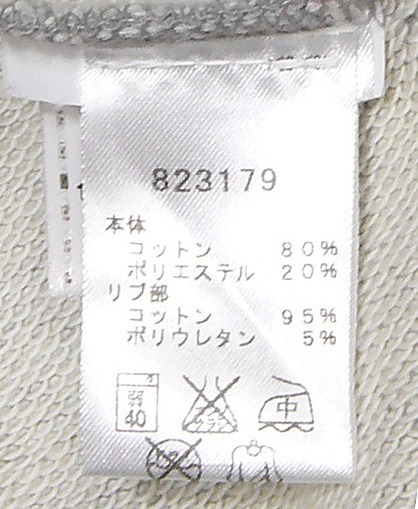 823179
本体
コットン 80%
ポリエステル 20%
リブ部
コットン 95%
ポリウレタン 5%
弱 40 中